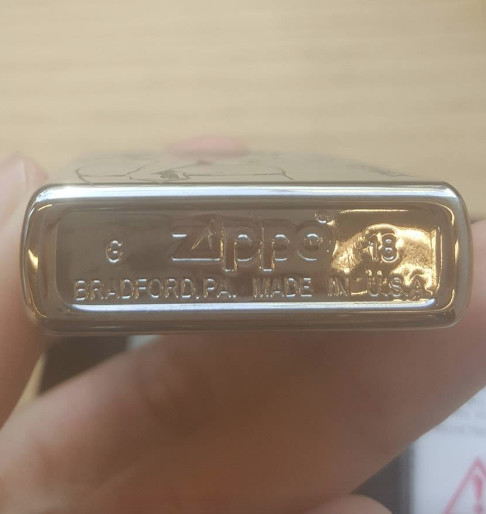 G Zippo® 18
BRADFORD, PA. MADE IN U.S.A.